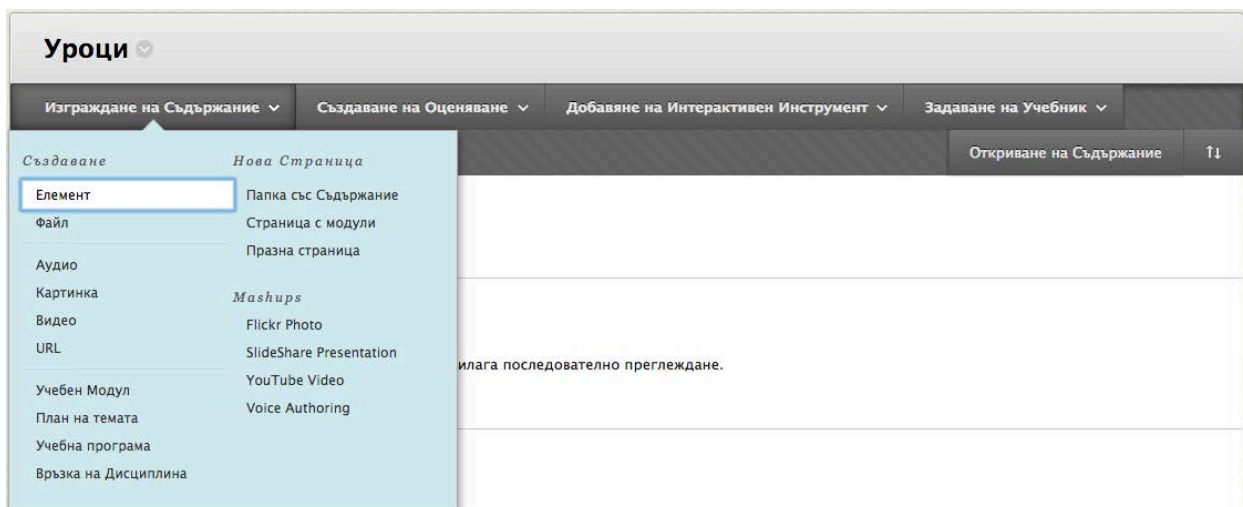 Уроци
Изграждане на Съдържание
Създаване на Оценяване
Добавяне на Интерактивен Инструмент
Задаване на Учебник
Откриване на Съдържание
Създаване
Елемент
Файл
Аудио
Картинка
Видео
URL
Учебен Модул
План на темата
Учебна програма
Връзка на Дисциплина
Нова Страница
Папка със Съдържание
Страница с модули
Празна страница
Mashups
Flickr Photo
SlideShare Presentation
YouTube Video
Voice Authoring
илага последователно преглеждане.